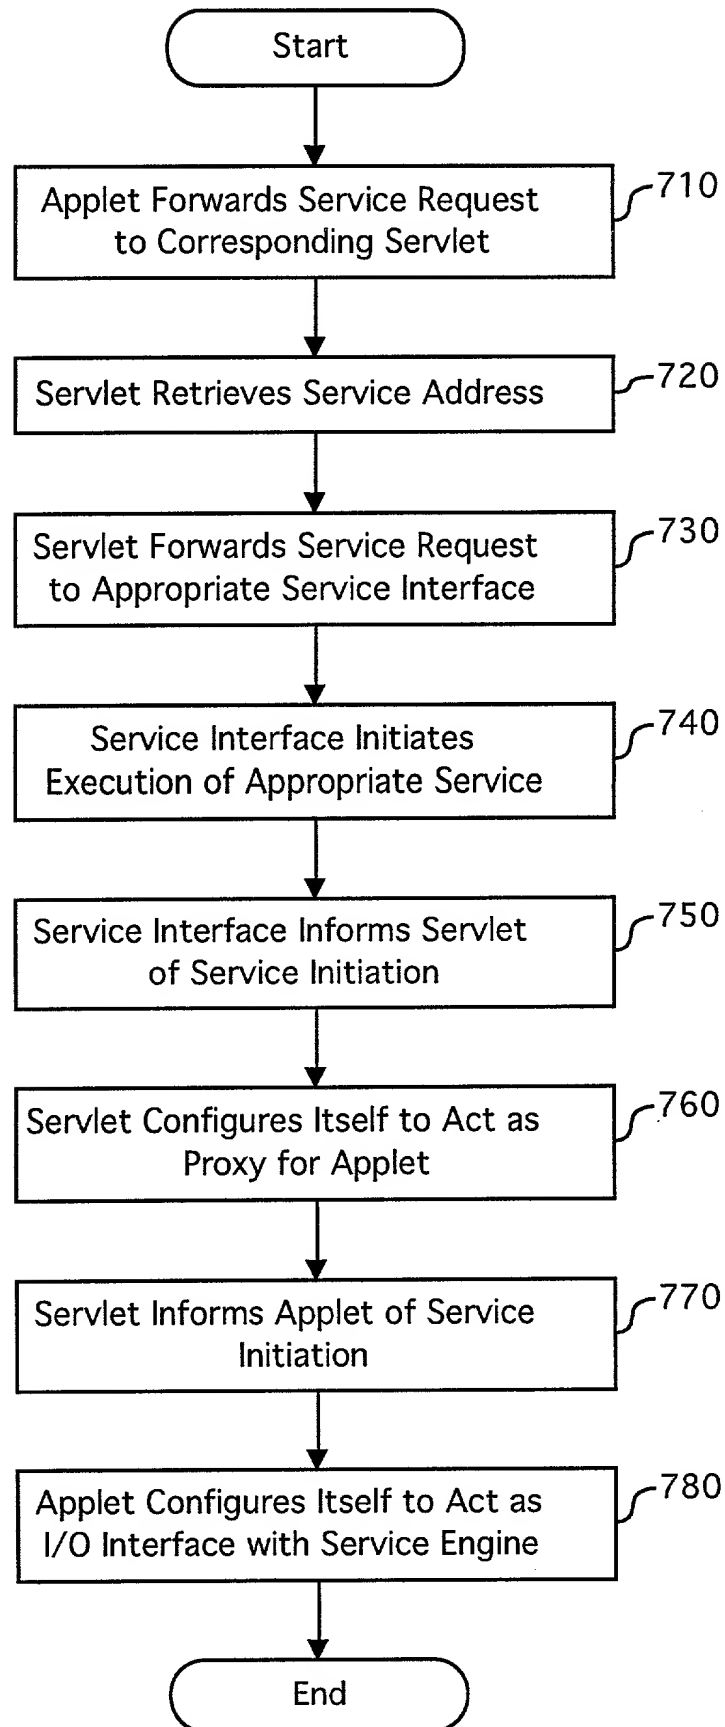 Start
Applet Forwards Service Request
to Corresponding Servlet
710
Servlet Retrieves Service Address
720
Servlet Forwards Service Request
to Appropriate Service Interface
730
Service Interface Initiates
Execution of Appropriate Service
740
Service Interface Informs Servlet
of Service Initiation
750
Servlet Configures Itself to Act as
Proxy for Applet
760
Servlet Informs Applet of Service
Initiation
770
Applet Configures Itself to Act as
I/O Interface with Service Engine
780
End